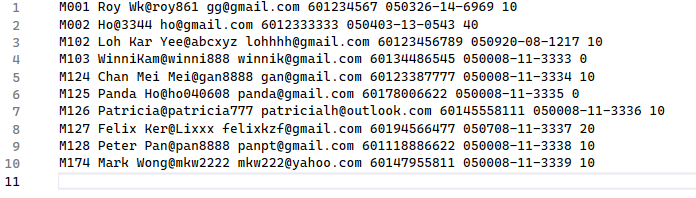 1 M001 Roy Wk@roy861 gg@gmail.com 601234567 050326-14-6969 10
2 M002 Ho@3344 ho@gmail.com 6012333333 050403-13-0543 40
3 M102 Loh Kar Yee@abcxyz lohhhh@gmail.com 60123456789 050920-08-1217 10
4 M103 WinniKam@winni888 winnik@gmail.com 60134486545 050008-11-3333 0
5 M124 Chan Mei Mei@gan8888 gan@gmail.com 60123387777 050008-11-3334 10
6 M125 Panda Ho@ho040608 panda@gmail.com 60178006622 050008-11-3335 0
7 M126 Patricia@patricia777 patricialh@outlook.com 60145558111 050008-11-3336 10
8 M127 Felix Ker@Lixxx felixkzf@gmail.com 60194566477 050708-11-3337 20
9 M128 Peter Pan@pan8888 panpt@gmail.com 601118886622 050008-11-3338 10
10 M174 Mark Wong@mkw2222 mkw222@yahoo.com 60147955811 050008-11-3339 10
11